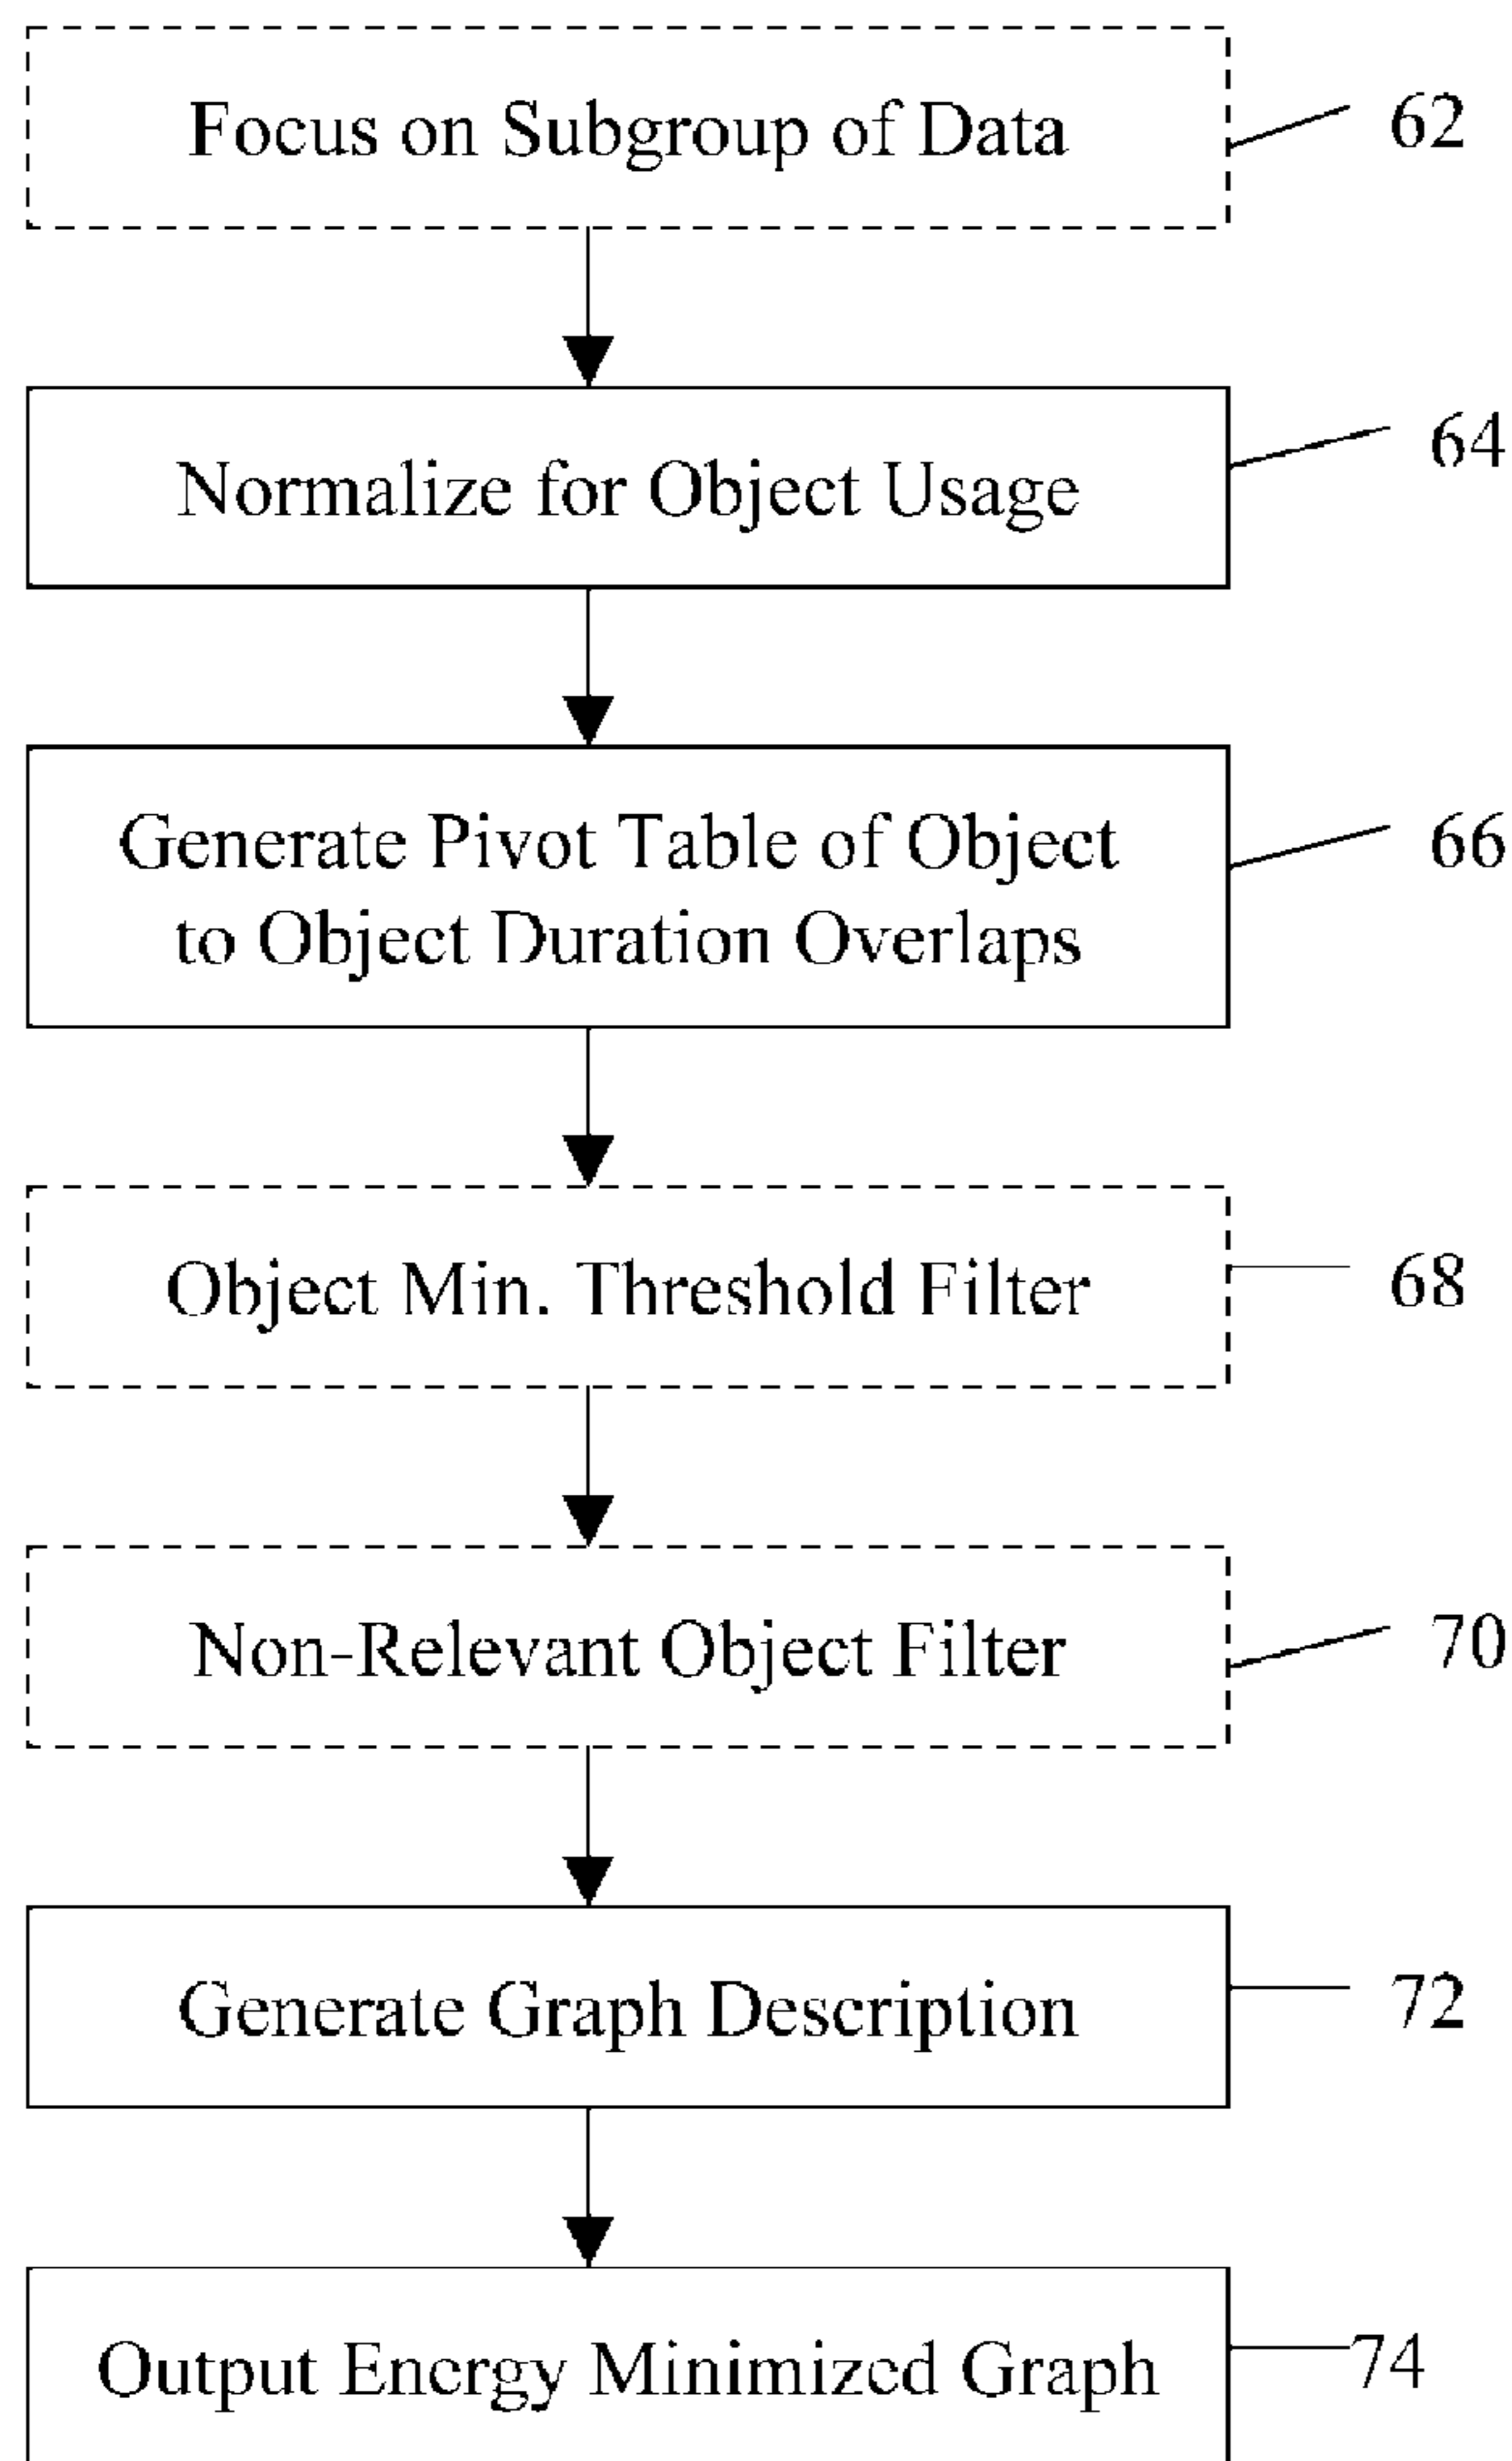 Focus on Subgroup of Data
62
Normalize for Object Usage
64
Generate Pivot Table of Object
to Object Duration Overlaps
66
Object Min. Threshold Filter
68
Non-Relevant Object Filter
70
Generate Graph Description
72
Output Energy Minimized Graph
74